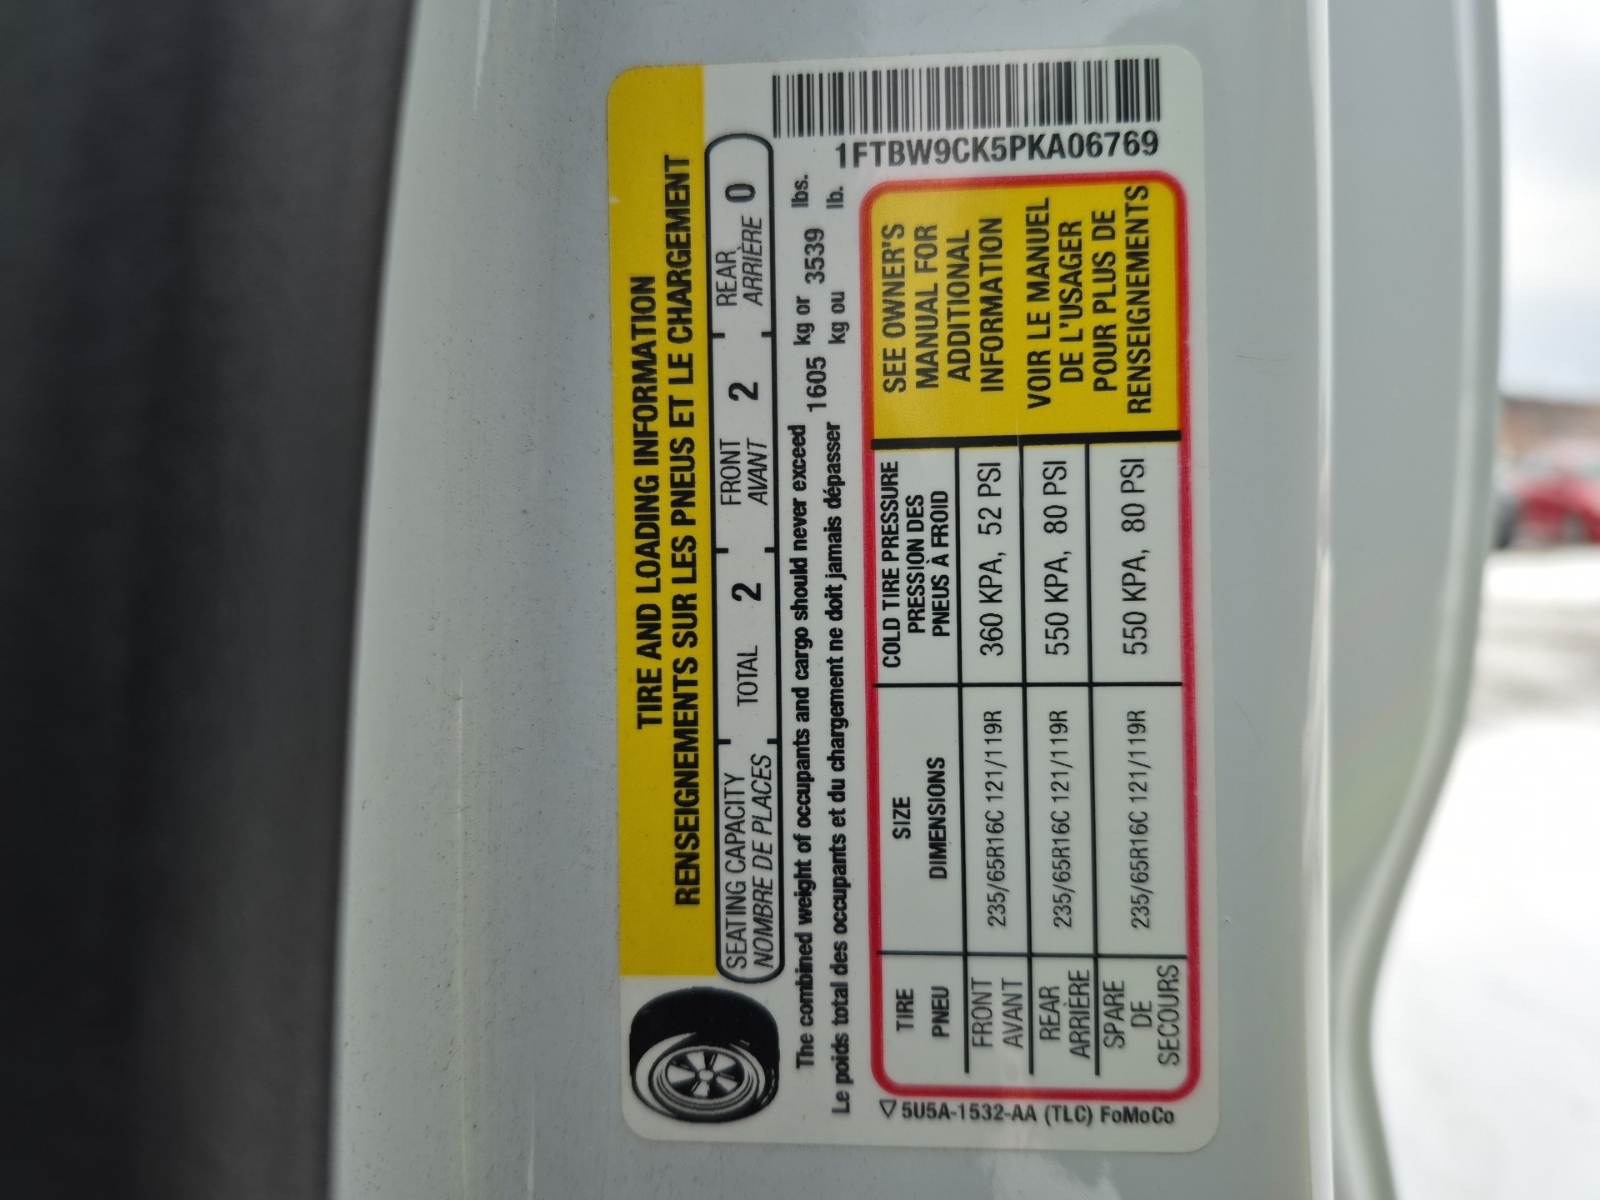 TIRE AND LOADING INFORMATION
RENSEIGNEMENTS SUR LES PNEUS ET LE CHARGEMENT
SEATING CAPACITY TOTAL 2 FRONT 2 REAR 0
NOMBRE DE PLACES AVANT ARRIÈRE
The combined weight of occupants and cargo should never exceed 1605 kg or 3539 lbs.
Le poids total des occupants et du chargement ne doit jamais dépasser kg ou lb.
1FTBW9CK5PKA06769
TIRE SIZE COLD TIRE PRESSURE
PNEU DIMENSIONS PRESSION DES
PNEUS À FROID
FRONT 235/65R16C 121/119R 360 KPA, 52 PSI
AVANT
REAR 235/65R16C 121/119R 550 KPA, 80 PSI
ARRIÈRE
SPARE 235/65R16C 121/119R 550 KPA, 80 PSI
DE
SECOURS
SEE OWNER'S
MANUAL FOR
ADDITIONAL
INFORMATION
VOIR LE MANUEL
DE L'USAGER
POUR PLUS DE
RENSEIGNEMENTS
5U5A-1532-AA (TLC) FoMoCo